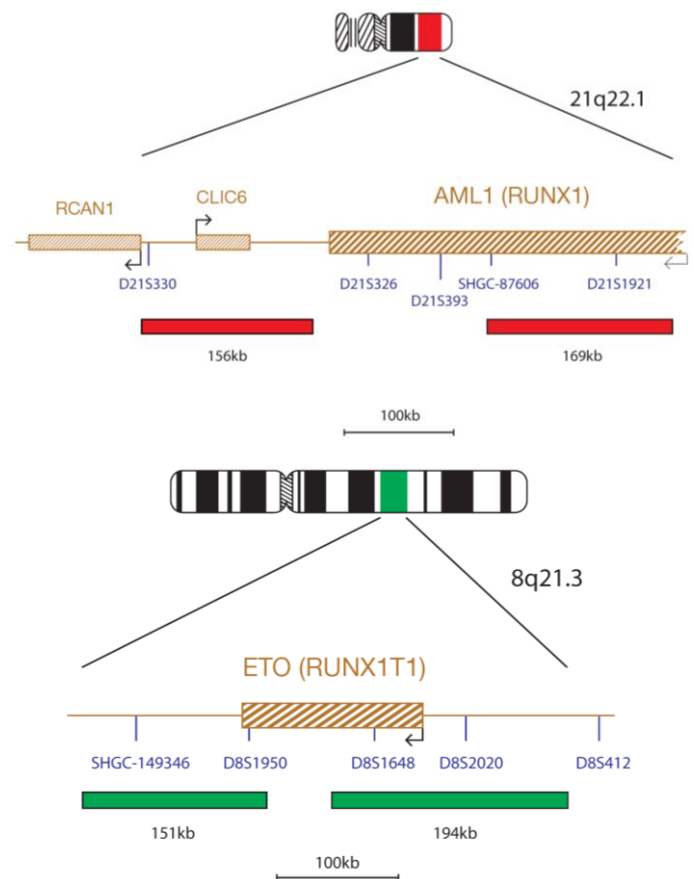 21q22.1
RCAN1
CLIC6
AML1 (RUNX1)
D21S330
D21S326
D21S393
SHGC-87606
D21S1921
156kb
169kb
100kb
8q21.3
ETO (RUNX1T1)
SHGC-149346
D8S1950
D8S1648
D8S2020
D8S412
151kb
194kb
100kb